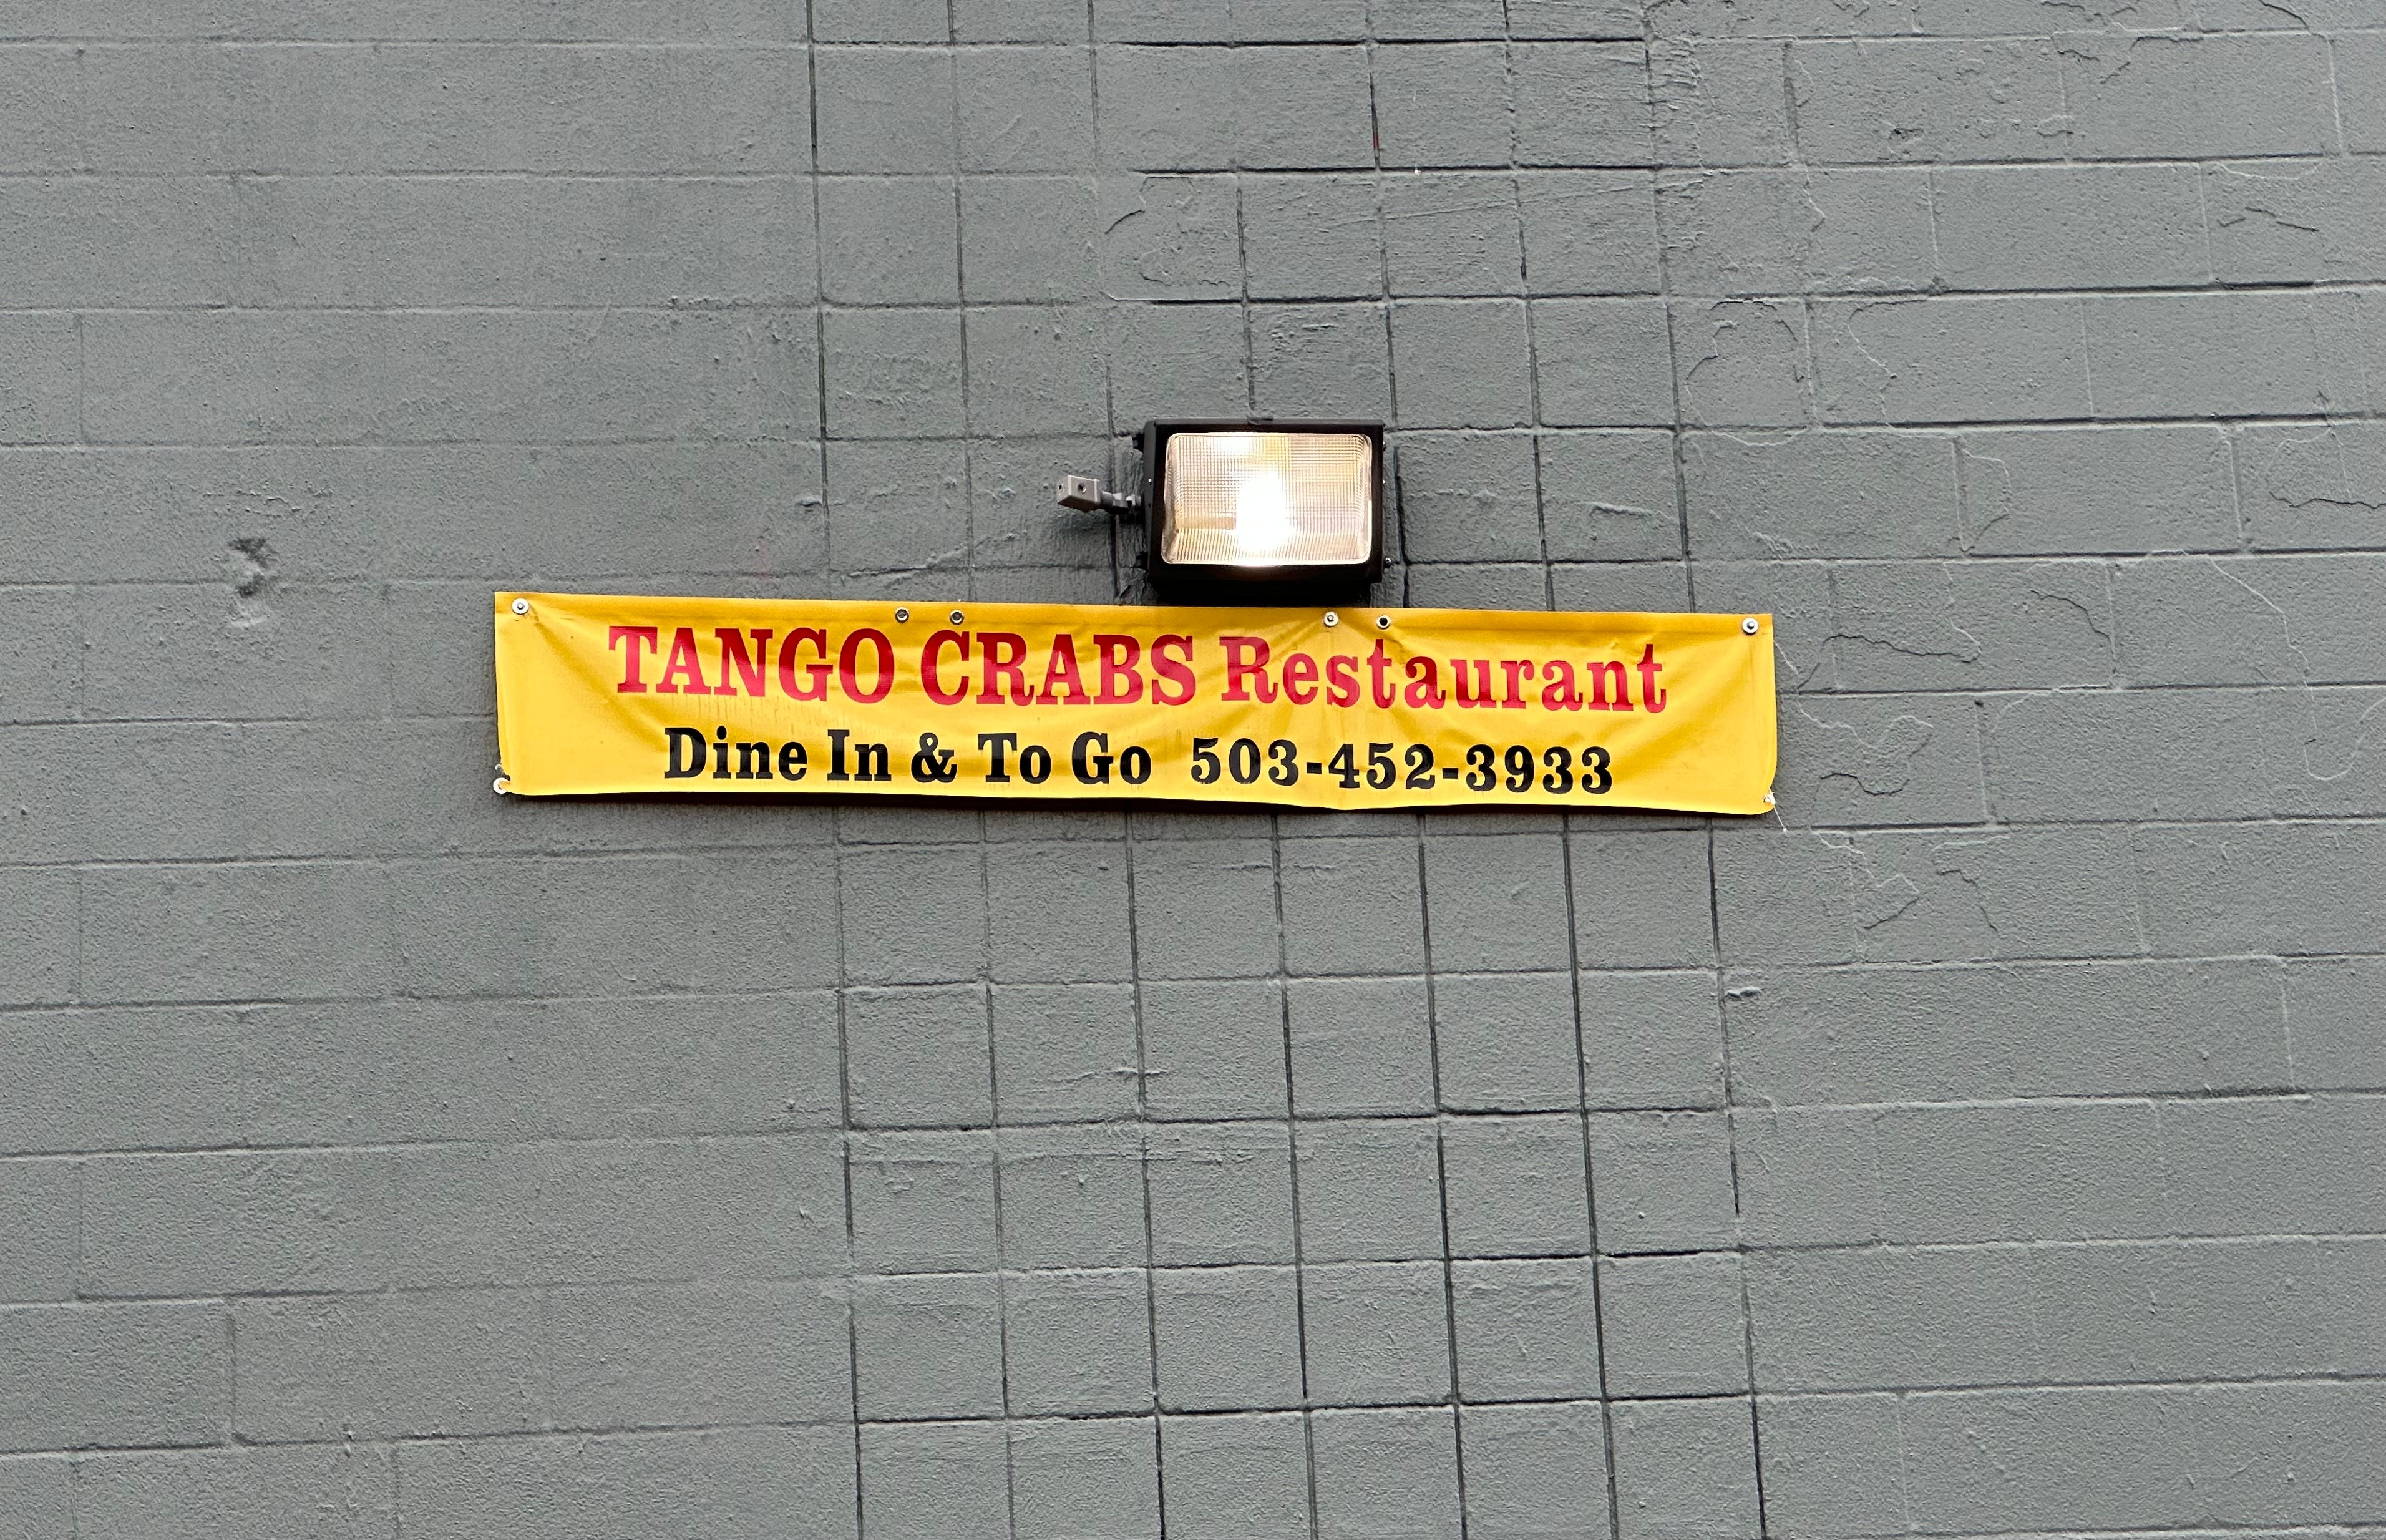 TANGO CRABS Restaurant
Dine In & To Go 503-452-3933